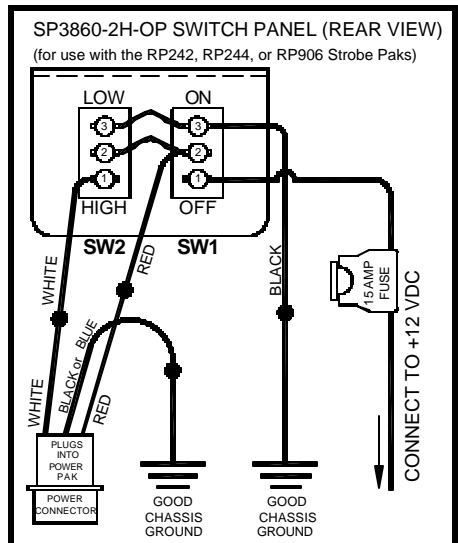 SP3860-2H-OP SWITCH PANEL (REAR VIEW)
(for use with the RP242, RP244, or RP906 Strobe Paks)
LOW
ON
3
3
2
2
1
1
HIGH
OFF
SW2
SW1
WHITE
RED
BLACK
15 AMP
FUSE
CONNECT TO +12 VDC
WHITE
BLACK or BLUE
RED
PLUGS
INTO
POWER
PAK
POWER
CONNECTOR
GOOD
CHASSIS
GROUND
GOOD
CHASSIS
GROUND